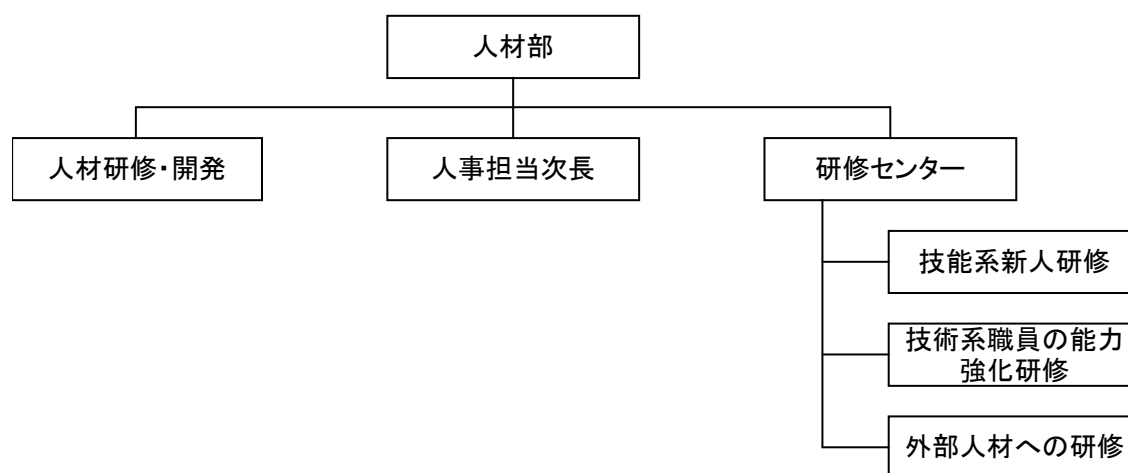 人材部
人材研修・開発
人事担当次長
研修センター
技能系新人研修
技術系職員の能力
強化研修
外部人材への研修